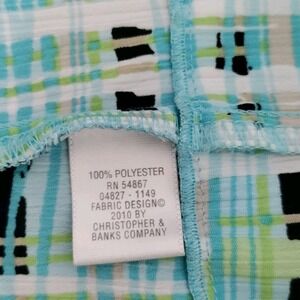 100% POLYESTER
RN 54867
04827 - 1149
FABRIC DESIGN©
2010 BY
CHRISTOPHER &
BANKS COMPANY